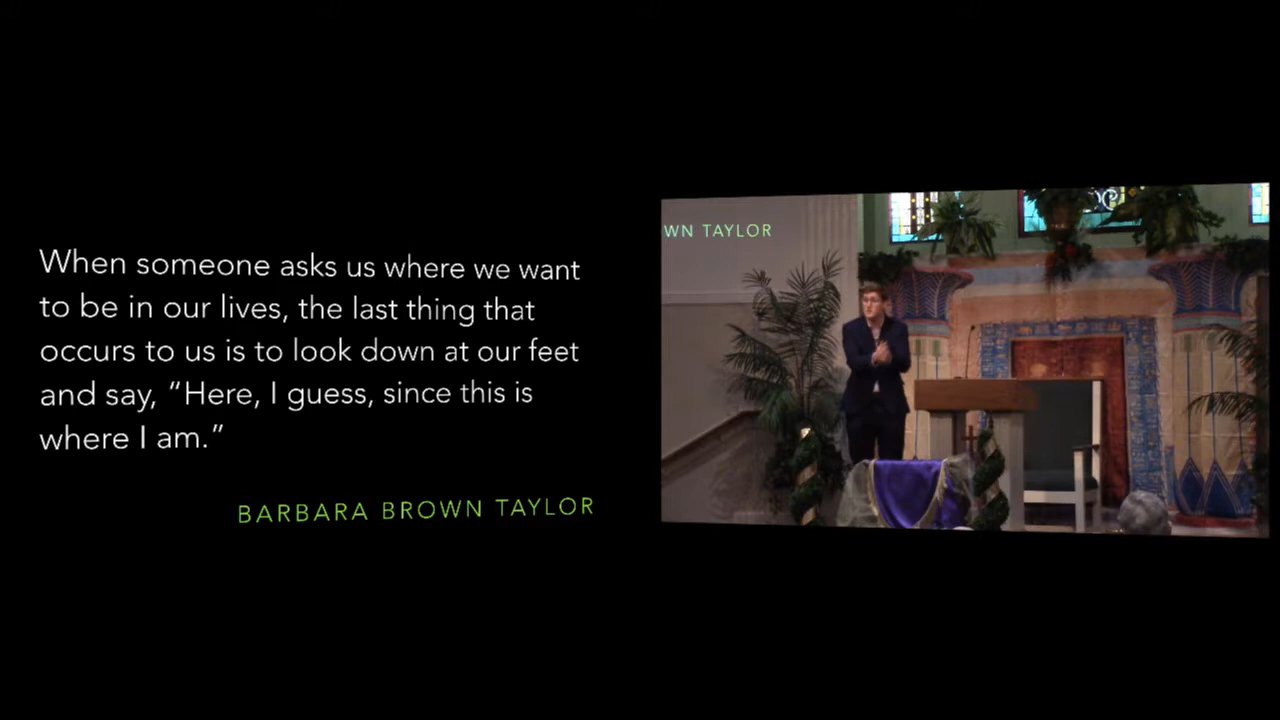 When someone asks us where we want
to be in our lives, the last thing that
occurs to us is to look down at our feet
and say, “Here, I guess, since this is
where I am.”
BARBARA BROWN TAYLOR
WN TAYLOR